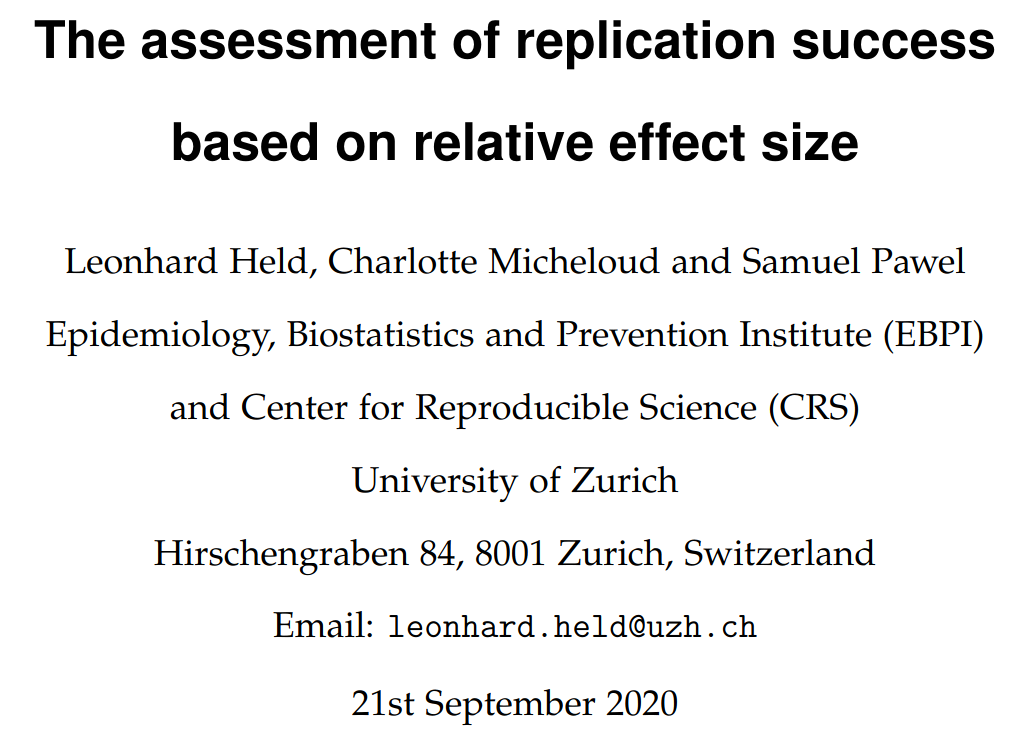 The assessment of replication success
based on relative effect size
Leonhard Held, Charlotte Micheloud and Samuel Pawel
Epidemiology, Biostatistics and Prevention Institute (EBPI)
and Center for Reproducible Science (CRS)
University of Zurich
Hirschengraben 84, 8001 Zurich, Switzerland
Email: leonhard.held@uzh.ch
21st September 2020